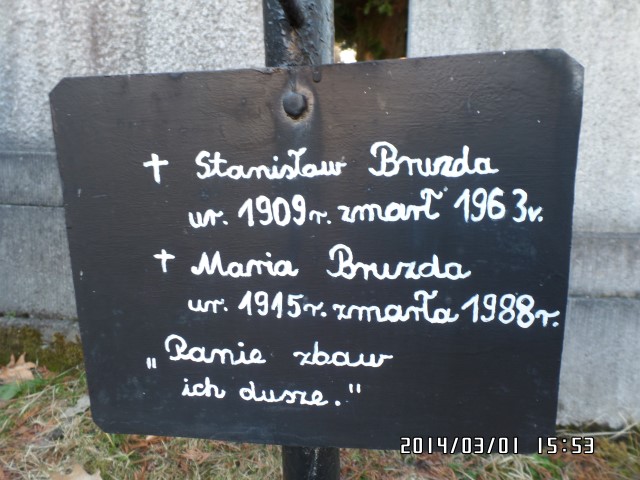 † Stanisław Bruzda
ur. 1909 r. zmarł 1963 r.
† Maria Bruzda
ur. 1915 r. zmarła 1988 r.
„Panie zbaw
ich dusze."
2014/03/01 15:53